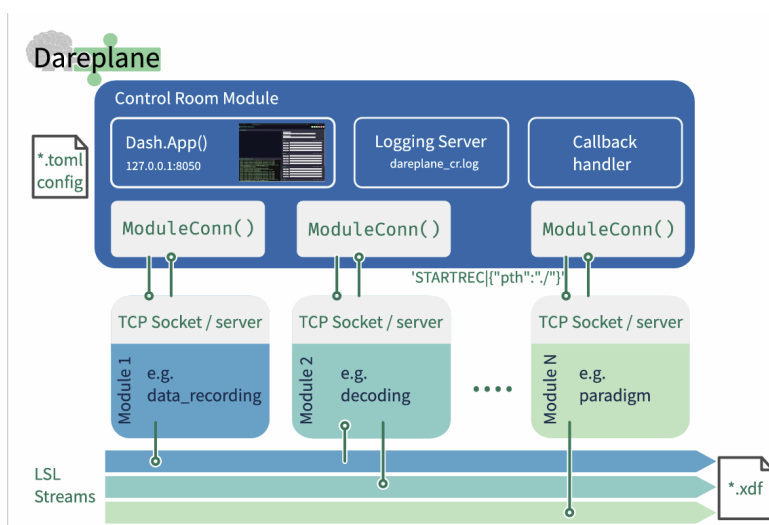 Dareplane
Control Room Module
*.toml
config
Dash.App()
127.0.0.1:8050
Logging Server
dareplane_cr.log
Callback
handler
ModuleConn()
ModuleConn()
ModuleConn()
'STARTREC|{"pth":"./"}'
TCP Socket / server
TCP Socket / server
TCP Socket / server
Module 1
e.g.
data_recording
Module 2
e.g.
decoding
Module N
e.g.
paradigm
LSL
Streams
*.xdf